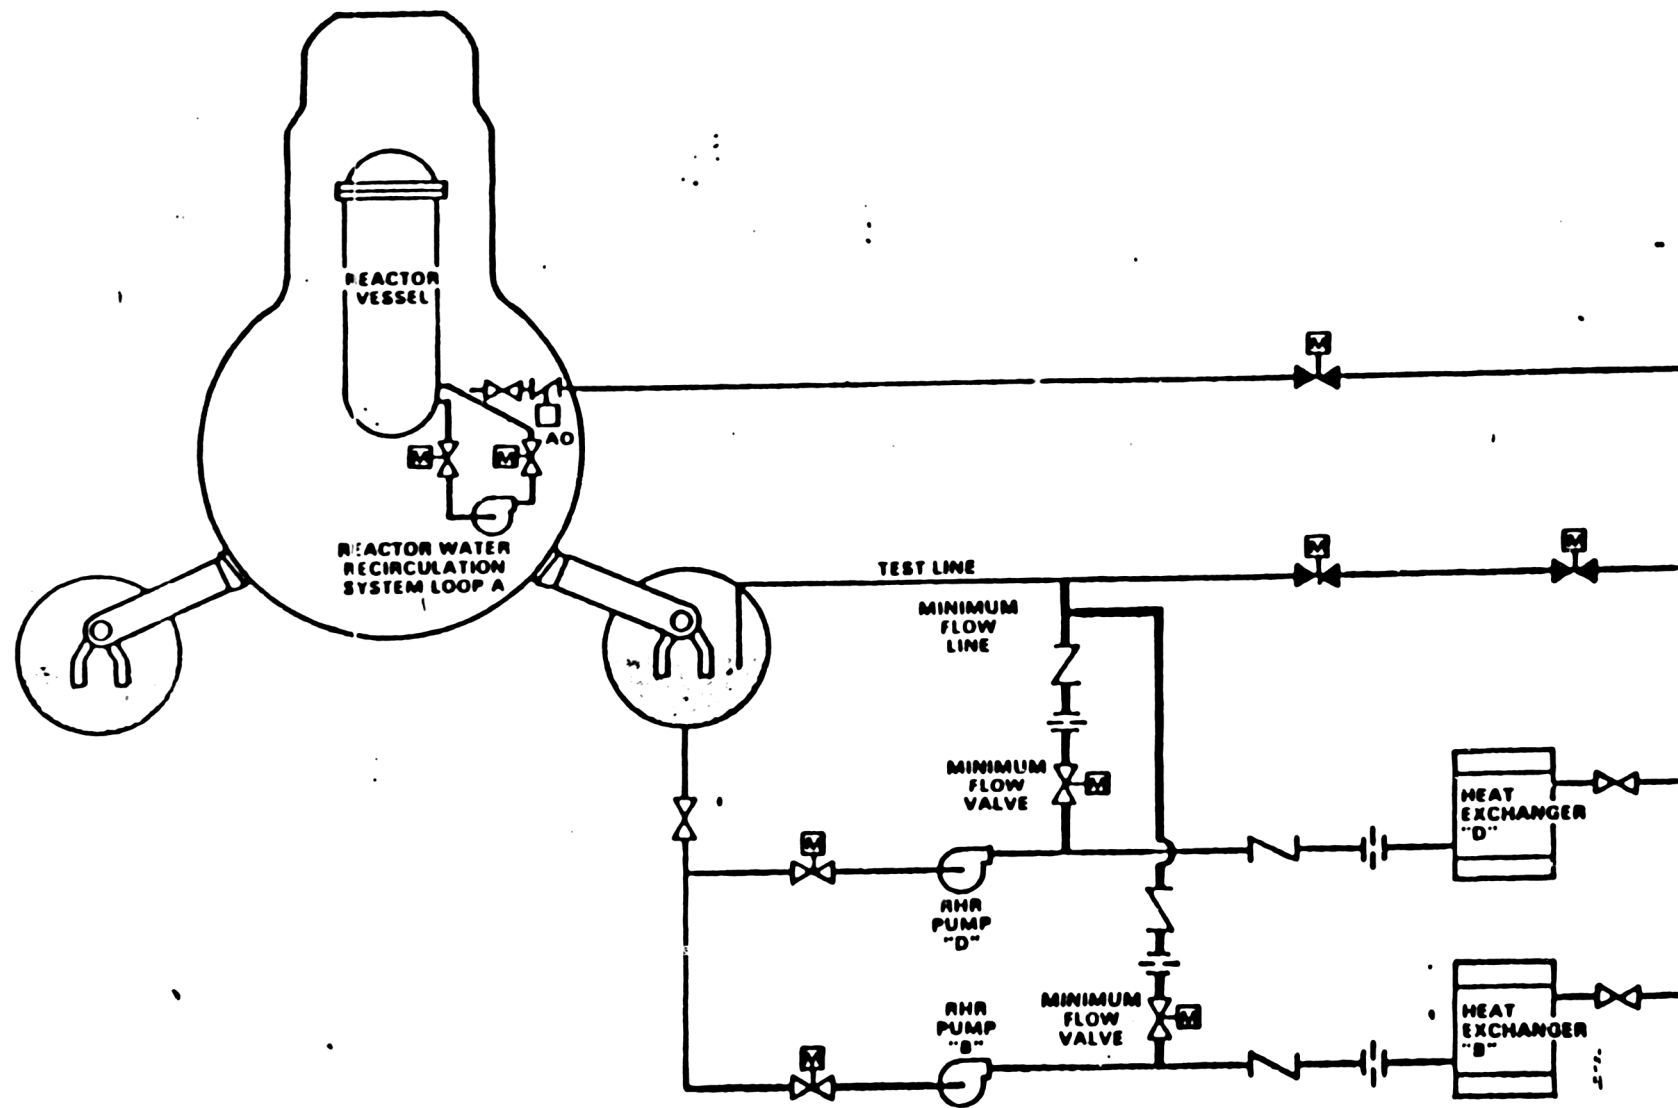 REACTOR
VESSEL
M
AO
M
M
REACTOR WATER
RECIRCULATION
SYSTEM LOOP A
TEST LINE
M
M
MINIMUM
FLOW
LINE
MINIMUM
FLOW
VALVE
M
HEAT
EXCHANGER
"D"
M
RHR
PUMP
"D"
MINIMUM
FLOW
VALVE
M
RHR
PUMP
"B"
M
HEAT
EXCHANGER
"B"